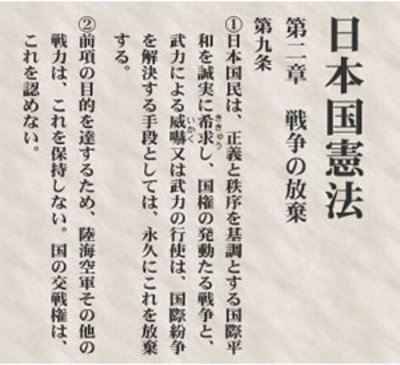 日本国憲法
第二章　戦争の放棄
第九条
①日本国民は、正義と秩序を基調とする国際平
和を誠実に希求し、国権の発動たる戦争と、
ききゅう
武力による威嚇又は武力の行使は、国際紛争
いかく
を解決する手段としては、永久にこれを放棄
する。
②前項の目的を達するため、陸海空軍その他の
戦力は、これを保持しない。国の交戦権は、
これを認めない。